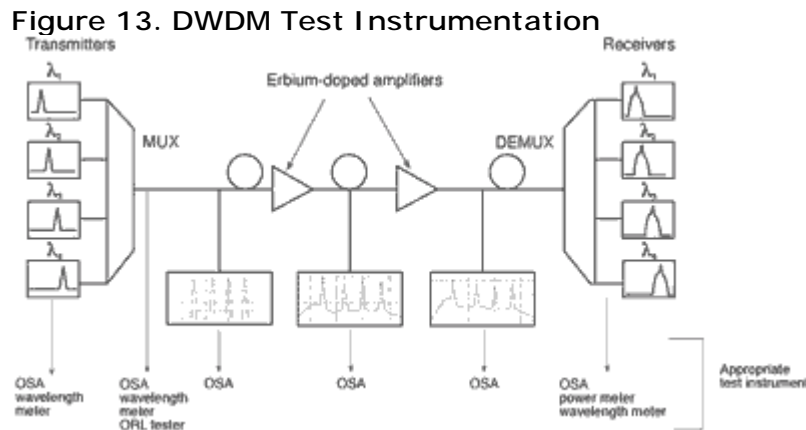 Figure 13. DWDM Test Instrumentation
Transmitters
Receivers
λ1
λ1
Erbium-doped amplifiers
λ2
MUX
DEMUX
λ2
λ3
λ3
λ4
λ4
OSA
wavelength
meter
OSA
wavelength
meter
ORL tester
OSA
OSA
OSA
OSA
power meter
wavelength meter
Appropriate
test instrument